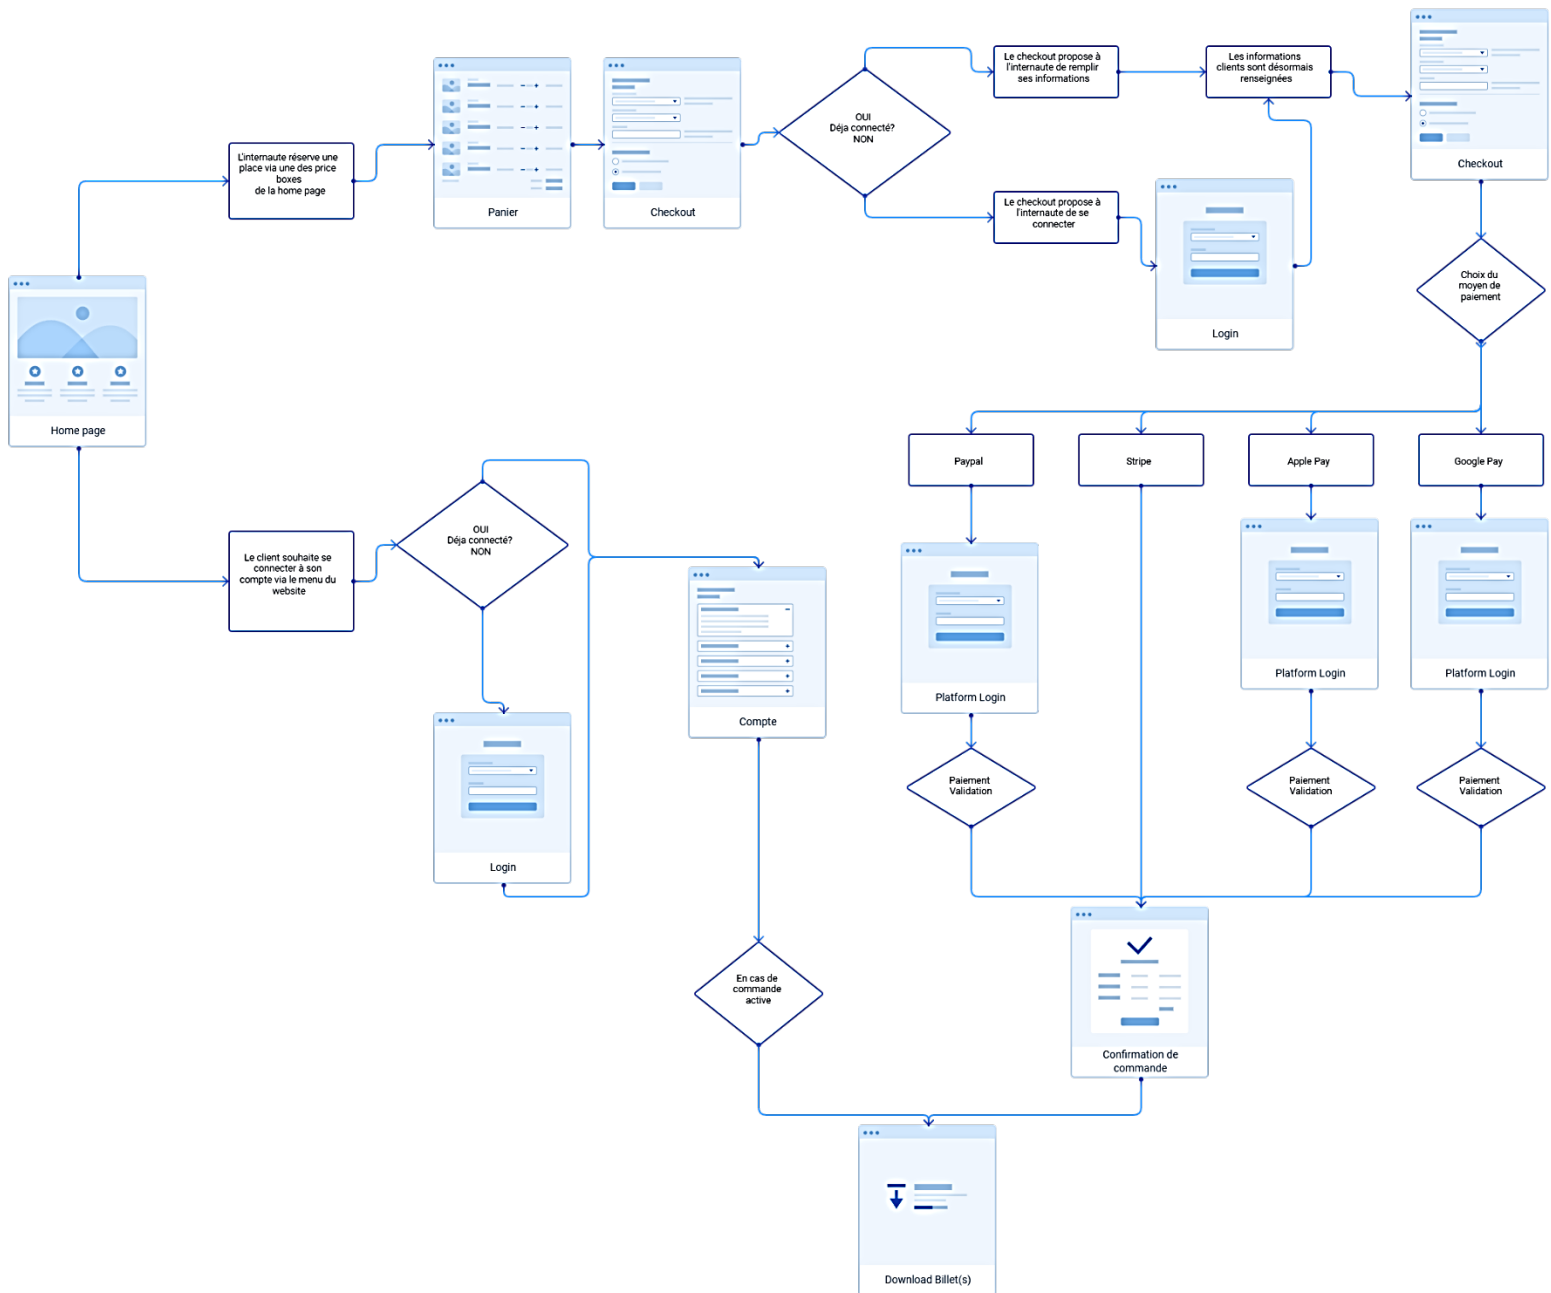 L'internaute réserve une
place via une des price
boxes
de la home page
Panier
Checkout
OUI
Déja connecté?
NON
Le checkout propose à
l'internaute de remplir
ses informations
Les informations
clients sont désormais
renseignées
Checkout
Le checkout propose à
l'internaute de se
connecter
Login
Choix du
moyen de
paiement
Home page
Paypal
Stripe
Apple Pay
Google Pay
Le client souhaite se
connecter à son
compte via le menu du
website
OUI
Déja connecté?
NON
Compte
Platform Login
Platform Login
Platform Login
Paiement
Validation
Paiement
Validation
Paiement
Validation
Login
En cas de
commande
active
Confirmation de
commande
Download Billet(s)